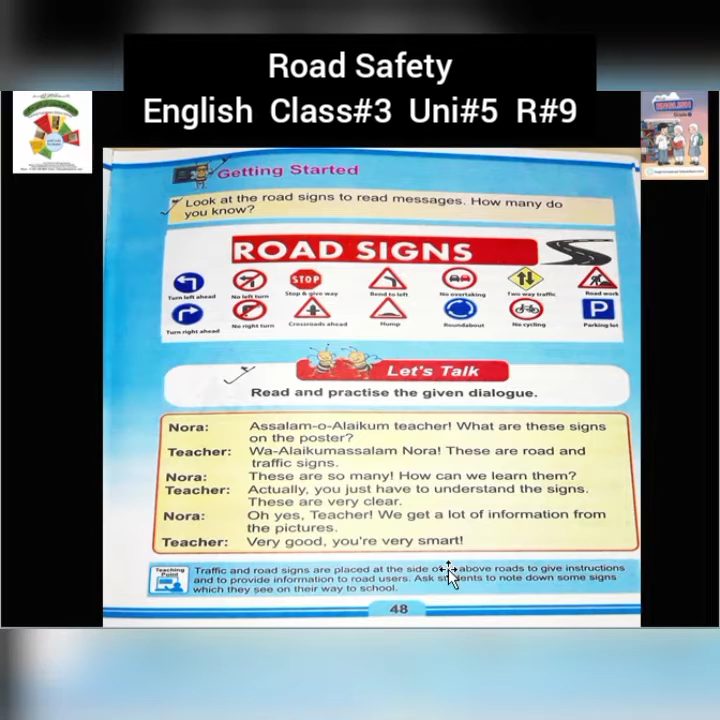 Road Safety
English Class#3 Uni#5 R#9
ENGLISH
Getting Started
Look at the road signs to read messages. How many do
you know?
ROAD SIGNS
STOP
Turn left ahead
No left turn
Stop & give way
Bend to left
No overtaking
Two way traffic
Road work
P
Turn right ahead
No right turn
Crossroads ahead
Hump
Roundabout
No cycling
Parking lot
Let's Talk
Read and practise the given dialogue.
Nora: Assalam-o-Alaikum teacher! What are these signs
on the poster?
Teacher: Wa-Alaikumassalam Nora! These are road and
traffic signs.
Nora: These are so many! How can we learn them?
Teacher: Actually, you just have to understand the signs.
These are very clear.
Nora: Oh yes, Teacher! We get a lot of information from
the pictures.
Teacher: Very good, you're very smart!
Teaching
Point
Traffic and road signs are placed at the side above roads to give instructions
and to provide information to road users. Ask students to note down some signs
which they see on their way to school.
48